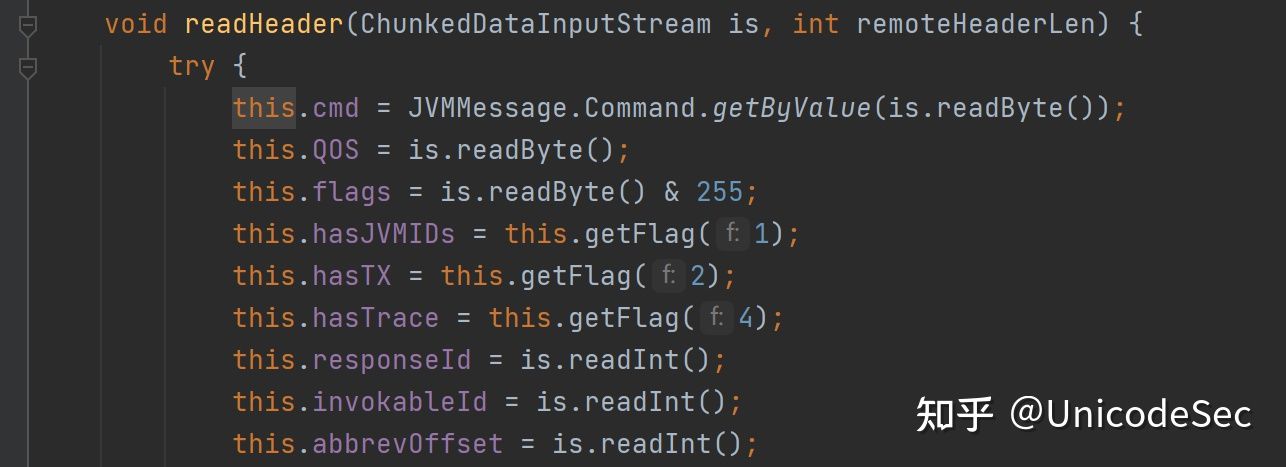 void readHeader(ChunkedDataInputStream is, int remoteHeaderLen) {
try {
this.cmd = JVMMessage.Command.getByValue(is.readByte());
this.QOS = is.readByte();
this.flags = is.readByte() & 255;
this.hasJVMIDs = this.getFlag( f: 1);
this.hasTX = this.getFlag( f: 2);
this.hasTrace = this.getFlag( f: 4);
this.responseId = is.readInt();
this.invokableId = is.readInt();
this.abbrevOffset = is.readInt();
知乎 @UnicodeSec